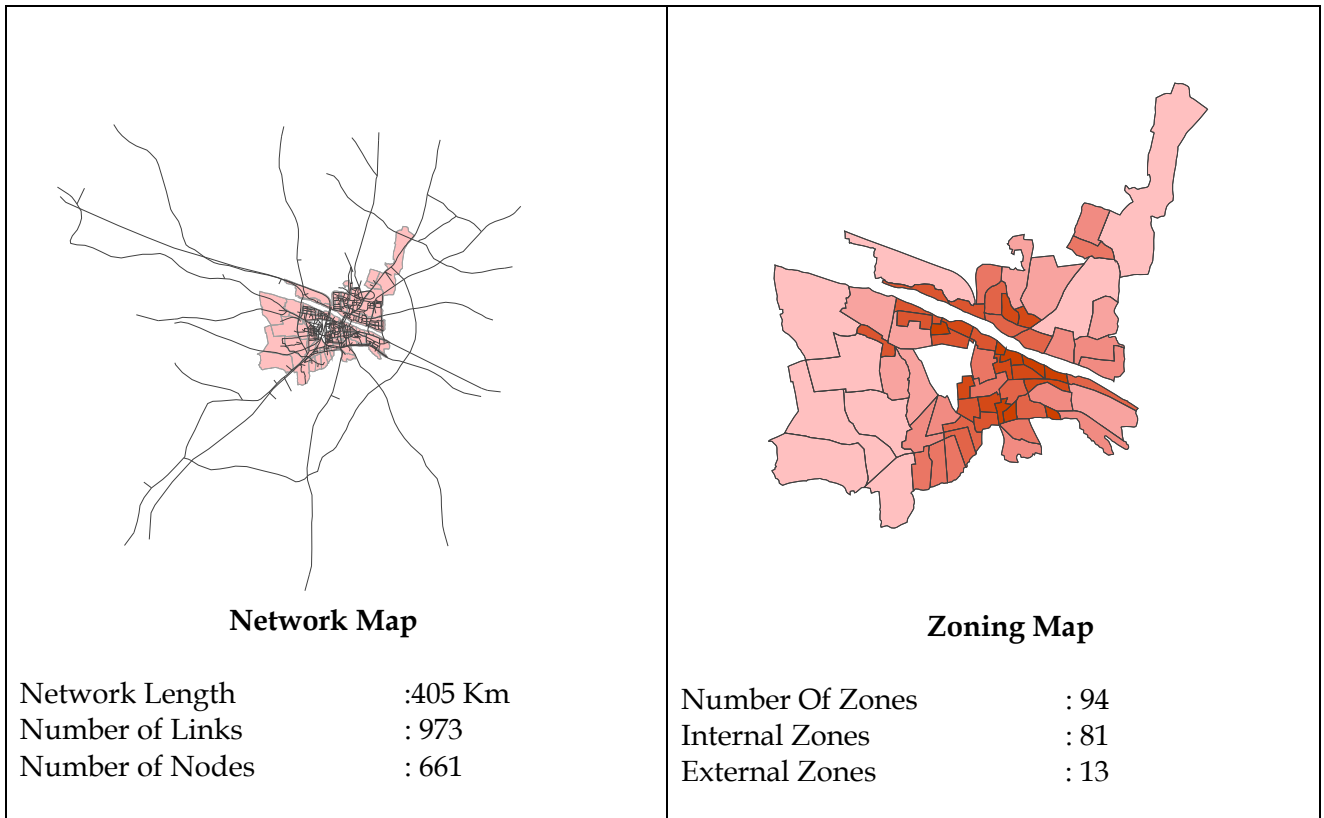 Network Map
Network Length :405 Km
Number of Links : 973
Number of Nodes : 661
Zoning Map
Number Of Zones : 94
Internal Zones : 81
External Zones : 13